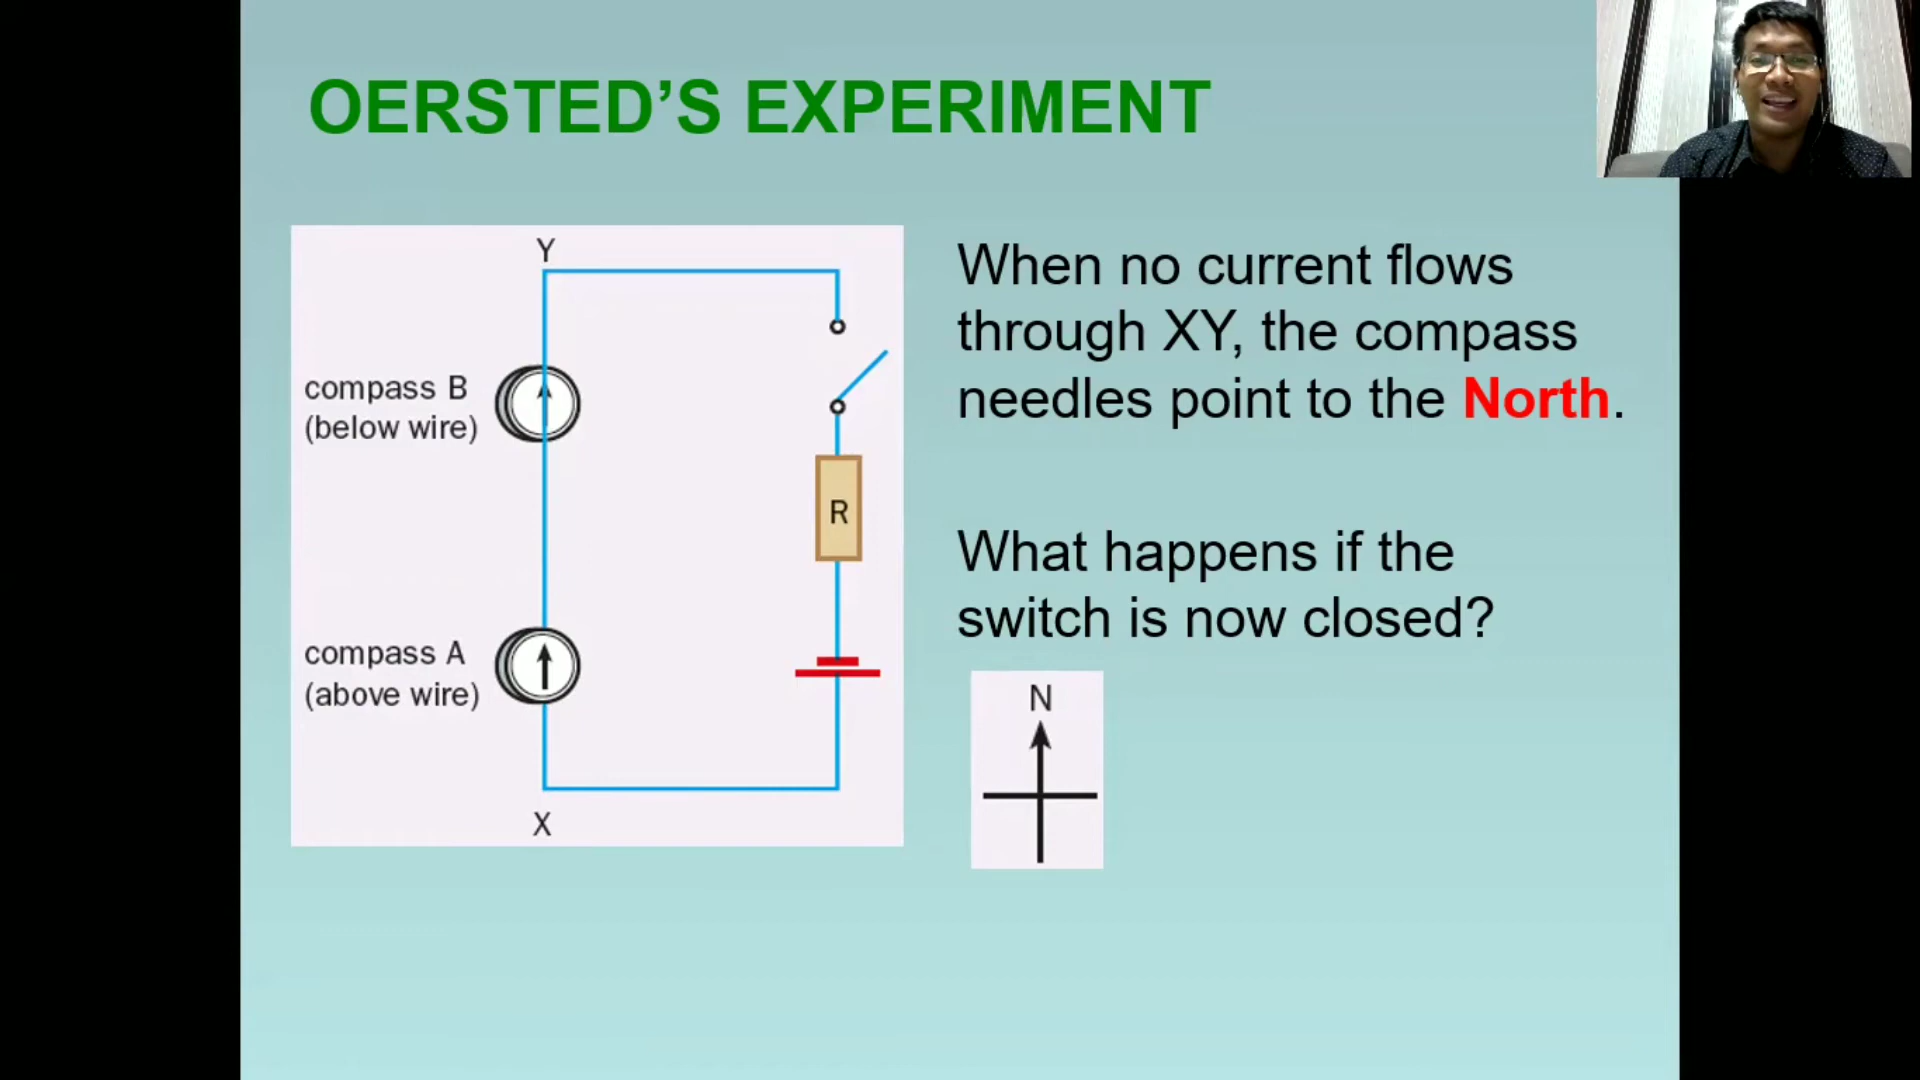 OERSTED’S EXPERIMENT
Y
compass B
(below wire)
R
compass A
(above wire)
X
When no current flows
through XY, the compass
needles point to the North.
What happens if the
switch is now closed?
N